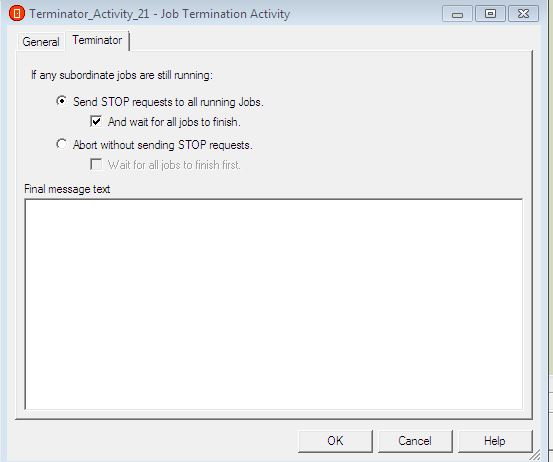 Terminator_Activity_21 - Job Termination Activity
General Terminator
If any subordinate jobs are still running:
Send STOP requests to all running Jobs.
And wait for all jobs to finish.
Abort without sending STOP requests.
Wait for all jobs to finish first.
Final message text
OK Cancel Help